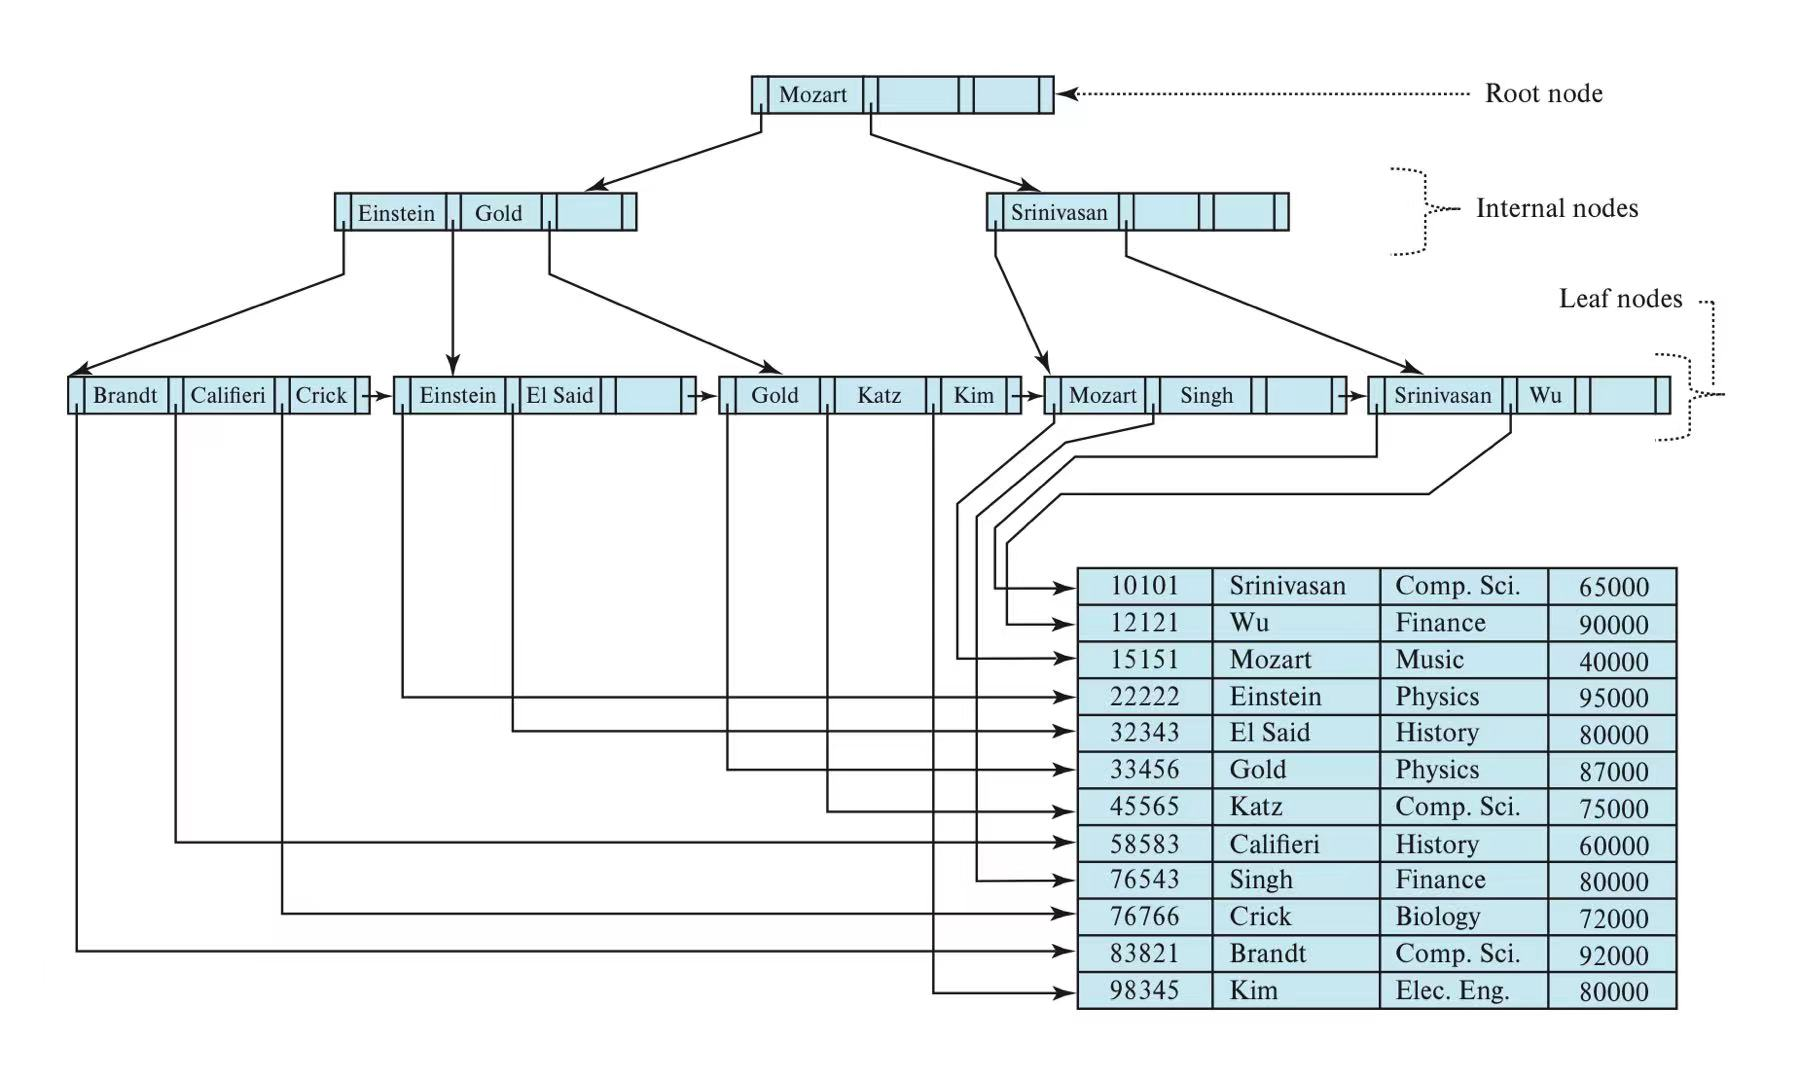 Mozart
Root node
Einstein Gold
Srinivasan
Internal nodes
Leaf nodes
Brandt Califieri Crick
Einstein El Said
Gold Katz Kim
Mozart Singh
Srinivasan Wu
10101 Srinivasan Comp. Sci. 65000
12121 Wu Finance 90000
15151 Mozart Music 40000
22222 Einstein Physics 95000
32343 El Said History 80000
33456 Gold Physics 87000
45565 Katz Comp. Sci. 75000
58583 Califieri History 60000
76543 Singh Finance 80000
76766 Crick Biology 72000
83821 Brandt Comp. Sci. 92000
98345 Kim Elec. Eng. 80000